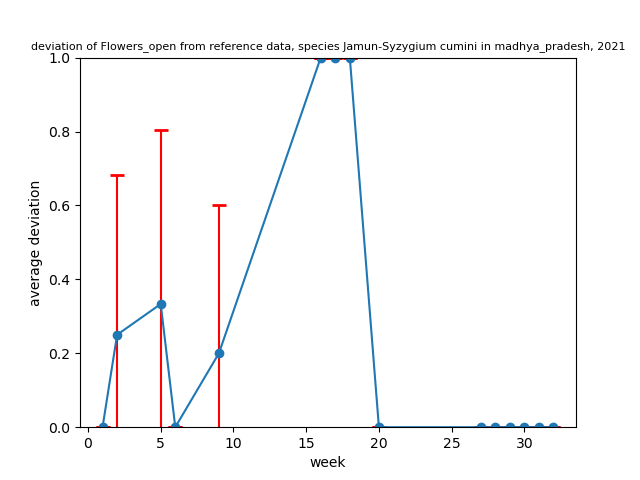 deviation of Flowers_open from reference data, species Jamun-Syzygium cumini in madhya_pradesh, 2021
1.0
0.8
0.6
0.4
0.2
0.0
average deviation
0 5 10 15 20 25 30
week